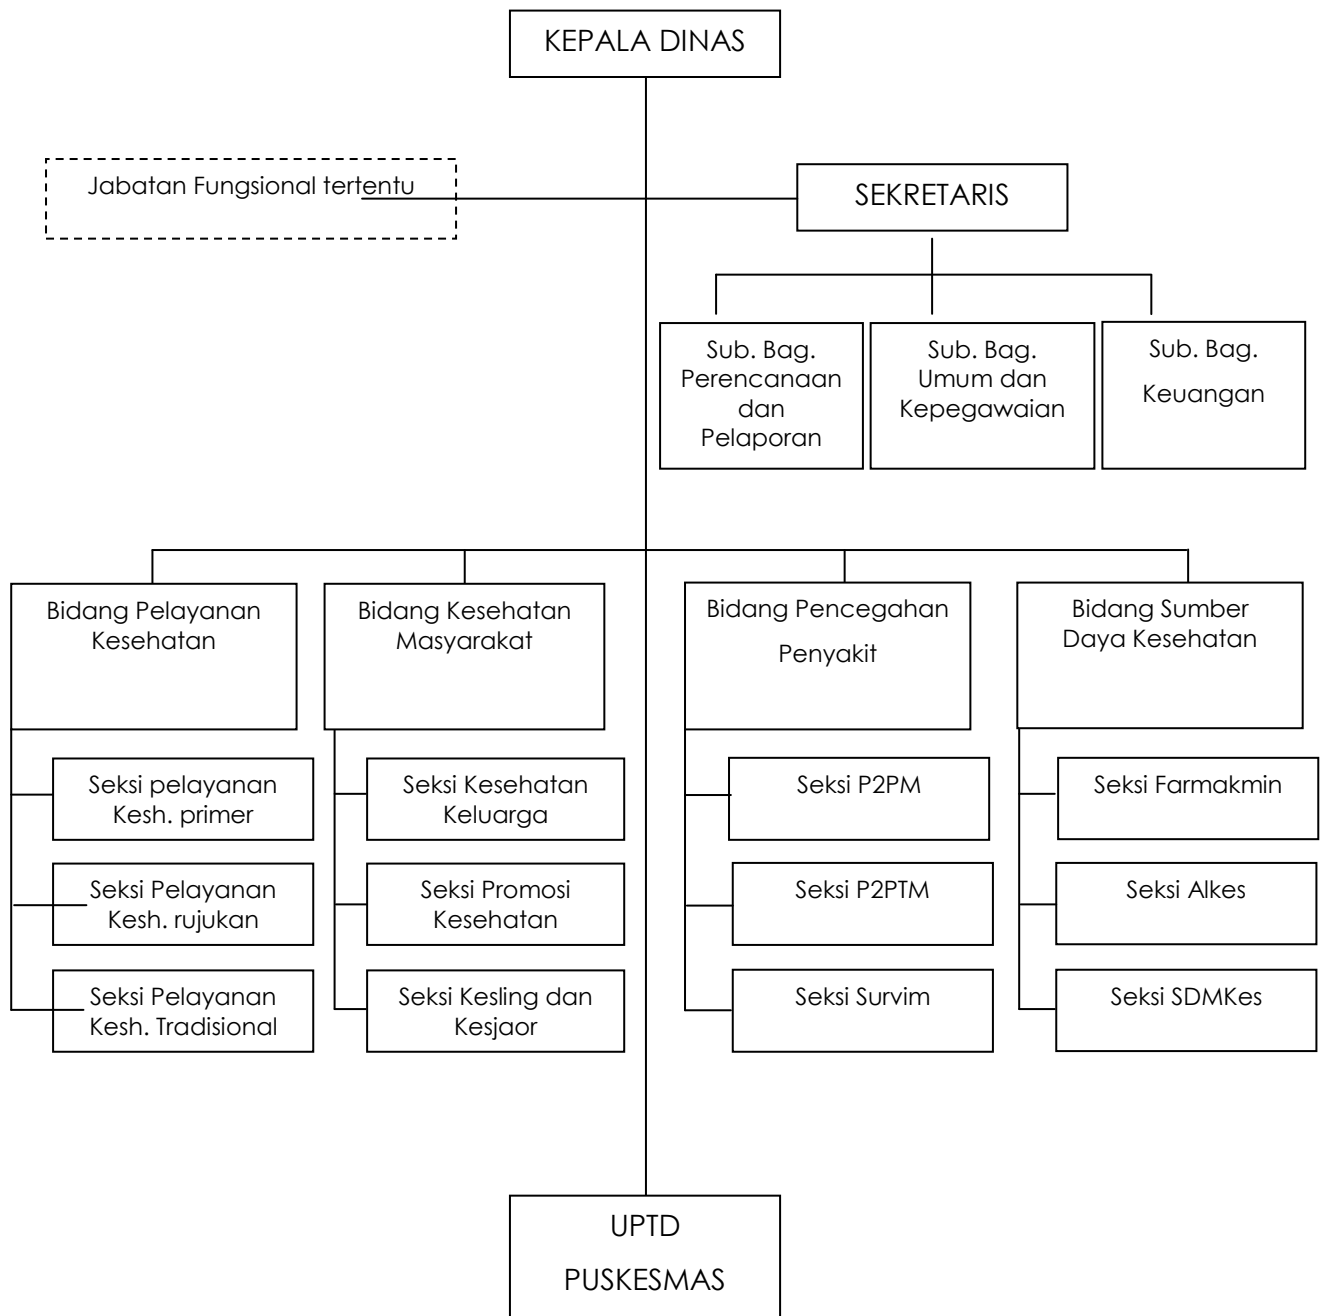 KEPALA DINAS
Jabatan Fungsional tertentu
SEKRETARIS
Sub. Bag.
Perencanaan
dan
Pelaporan
Sub. Bag.
Umum dan
Kepegawaian
Sub. Bag.
Keuangan
Bidang Pelayanan
Kesehatan
Bidang Kesehatan
Masyarakat
Bidang Pencegahan
Penyakit
Bidang Sumber
Daya Kesehatan
Seksi pelayanan
Kesh. primer
Seksi Kesehatan
Keluarga
Seksi P2PM
Seksi Farmakmin
Seksi Pelayanan
Kesh. rujukan
Seksi Promosi
Kesehatan
Seksi P2PTM
Seksi Alkes
Seksi Pelayanan
Kesh. Tradisional
Seksi Kesling dan
Kesjaor
Seksi Survim
Seksi SDMKes
UPTD
PUSKESMAS